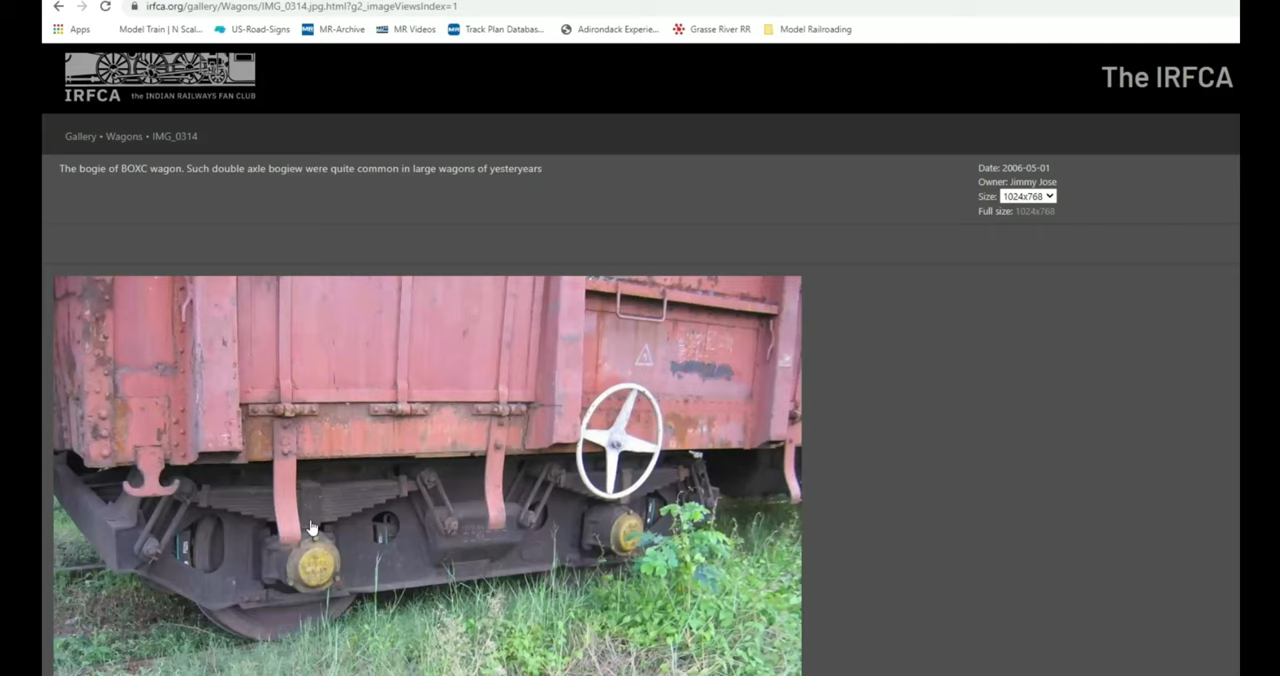 irfca.org/gallery/Wagons/IMG_0314.jpg.html?g2_imageViewsIndex=1
Apps
Model Train | N Scal...
US-Road-Signs
MR-Archive
MR Videos
Track Plan Databas...
Adirondack Experie...
Grasse River RR
Model Railroading
IRFCA the INDIAN RAILWAYS FAN CLUB
The IRFCA
Gallery • Wagons • IMG_0314
The bogie of BOXC wagon. Such double axle bogiew were quite common in large wagons of yesteryears
Date: 2006-05-01
Owner: Jimmy Jose
Size: 1024x768
Full size: 1024x768